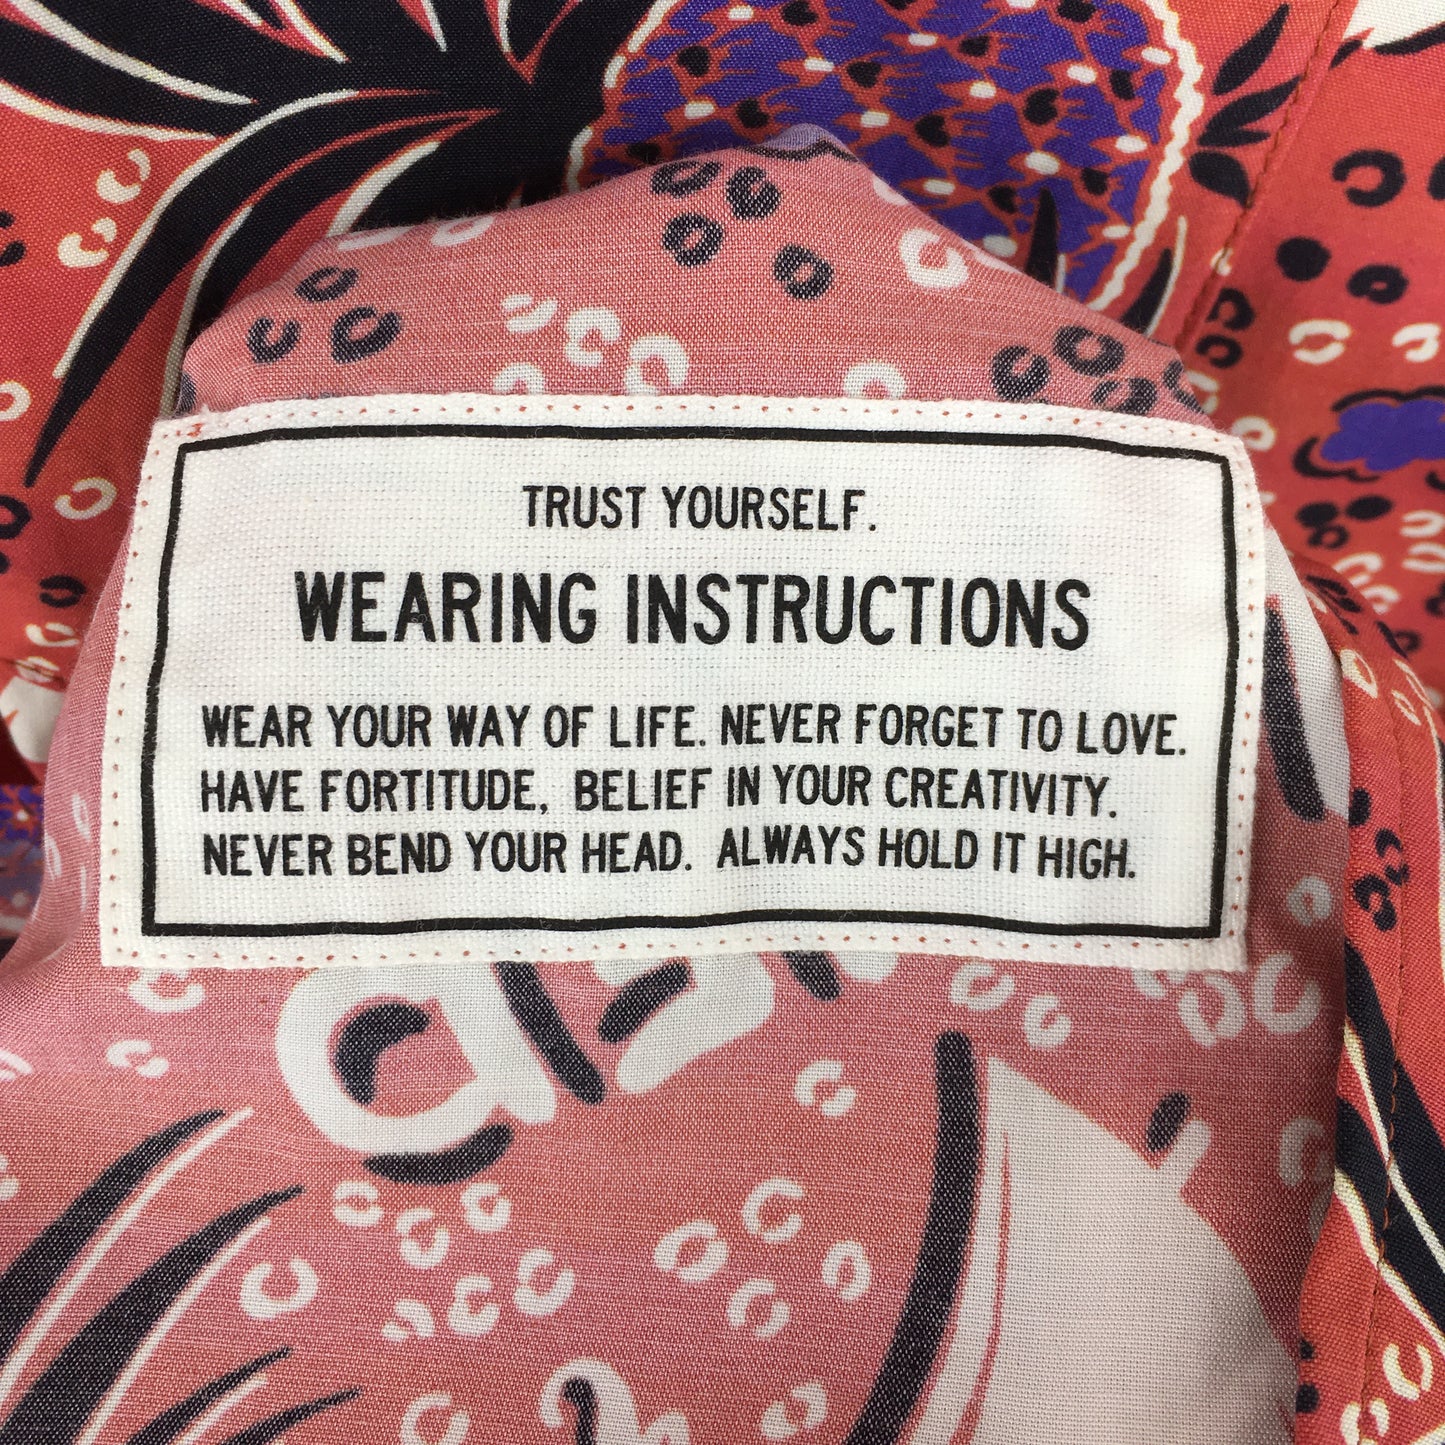 TRUST YOURSELF.
WEARING INSTRUCTIONS
WEAR YOUR WAY OF LIFE. NEVER FORGET TO LOVE.
HAVE FORTITUDE, BELIEF IN YOUR CREATIVITY.
NEVER BEND YOUR HEAD. ALWAYS HOLD IT HIGH.